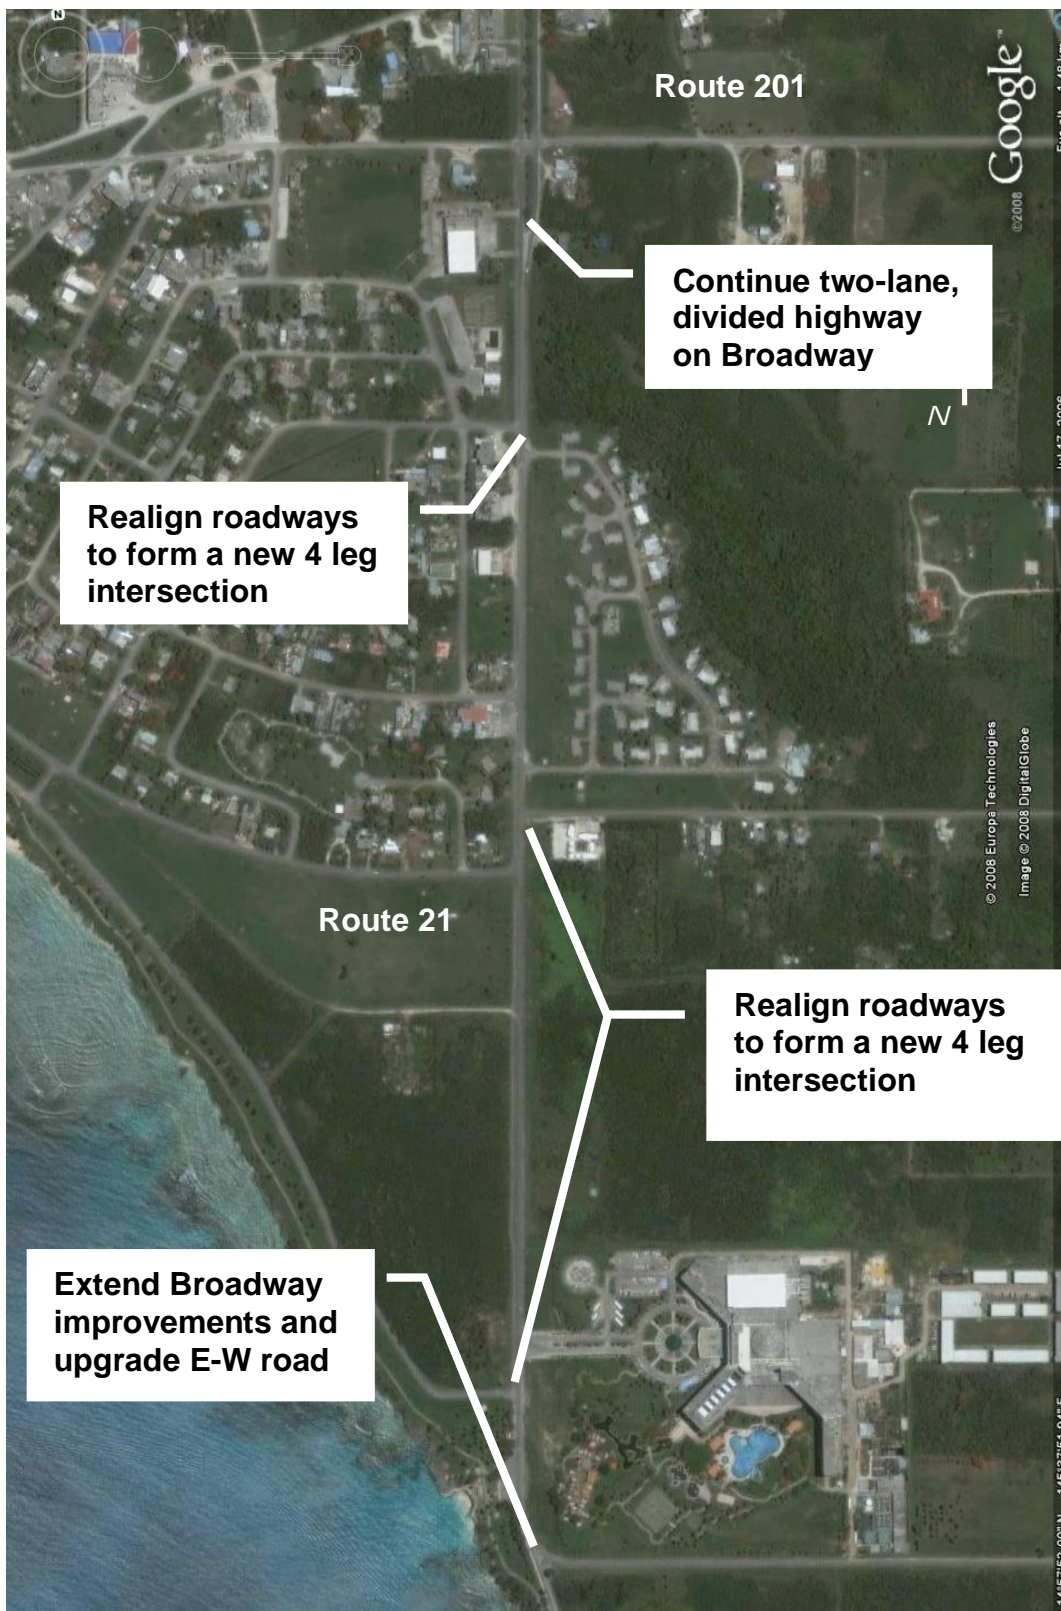 N
Route 201
Google™
©2008
Continue two-lane,
divided highway
on Broadway
N
Realign roadways
to form a new 4 leg
intersection
© 2008 Europa Technologies
Image © 2008 DigitalGlobe
Route 21
Realign roadways
to form a new 4 leg
intersection
Extend Broadway
improvements and
upgrade E-W road